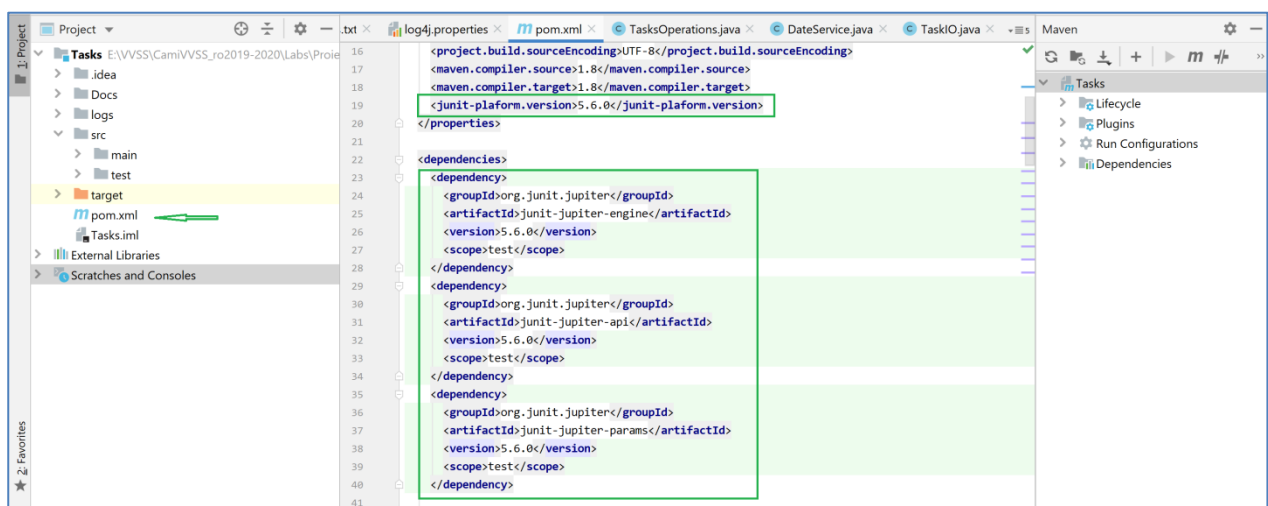 1: Project
Project
.txt
log4j.properties
pom.xml
TasksOperations.java
DateService.java
TaskIO.java
5
Maven
Tasks E:\VVSS\CamiVVSS_ro2019-2020\Labs\Proie
.idea
Docs
logs
src
main
test
target
pom.xml
Tasks.iml
External Libraries
Scratches and Consoles
2: Favorites
16 <project.build.sourceEncoding>UTF-8</project.build.sourceEncoding>
17 <maven.compiler.source>1.8</maven.compiler.source>
18 <maven.compiler.target>1.8</maven.compiler.target>
19 <junit-plaform.version>5.6.0</junit-plaform.version>
20 </properties>
21
22 <dependencies>
23 <dependency>
24 <groupId>org.junit.jupiter</groupId>
25 <artifactId>junit-jupiter-engine</artifactId>
26 <version>5.6.0</version>
27 <scope>test</scope>
28 </dependency>
29 <dependency>
30 <groupId>org.junit.jupiter</groupId>
31 <artifactId>junit-jupiter-api</artifactId>
32 <version>5.6.0</version>
33 <scope>test</scope>
34 </dependency>
35 <dependency>
36 <groupId>org.junit.jupiter</groupId>
37 <artifactId>junit-jupiter-params</artifactId>
38 <version>5.6.0</version>
39 <scope>test</scope>
40 </dependency>
41
m
Tasks
Lifecycle
Plugins
Run Configurations
Dependencies